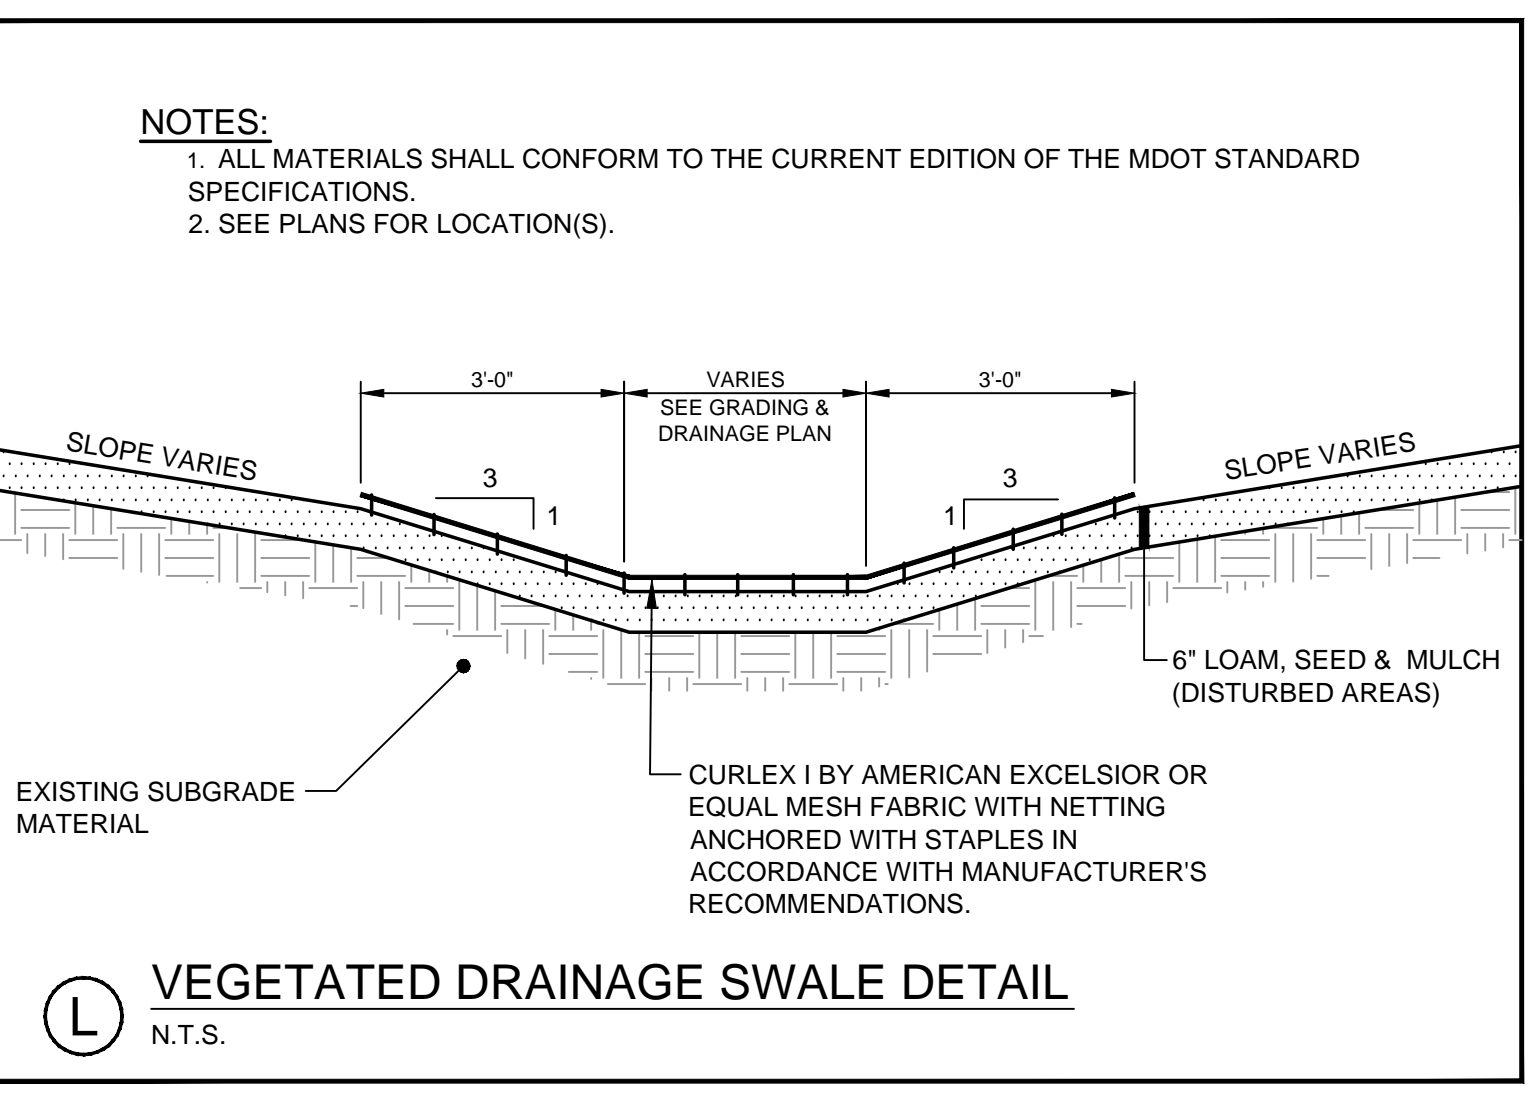 NOTES:
1. ALL MATERIALS SHALL CONFORM TO THE CURRENT EDITION OF THE MDOT STANDARD
SPECIFICATIONS.
2. SEE PLANS FOR LOCATION(S).
3'-0"
VARIES
SEE GRADING &
DRAINAGE PLAN
3'-0"
SLOPE VARIES
3
1
3
1
SLOPE VARIES
6" LOAM, SEED & MULCH
(DISTURBED AREAS)
EXISTING SUBGRADE
MATERIAL
CURLEX I BY AMERICAN EXCELSIOR OR
EQUAL MESH FABRIC WITH NETTING
ANCHORED WITH STAPLES IN
ACCORDANCE WITH MANUFACTURER'S
RECOMMENDATIONS.
L
VEGETATED DRAINAGE SWALE DETAIL
N.T.S.